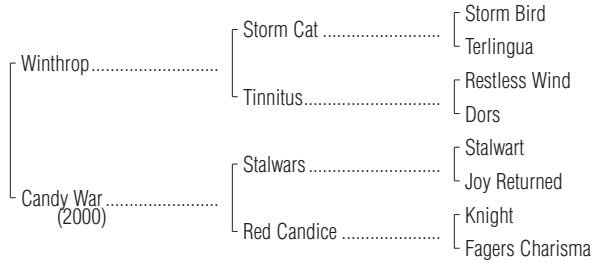 Storm Bird
Storm Cat ............................
Terlingua
Winthrop..............................
Restless Wind
Tinnitus.................................
Dors
Stalwart
Stalwars ................................
Joy Returned
Candy War ..........................
(2000)
Knight
Red Candice .......................
Fagers Charisma